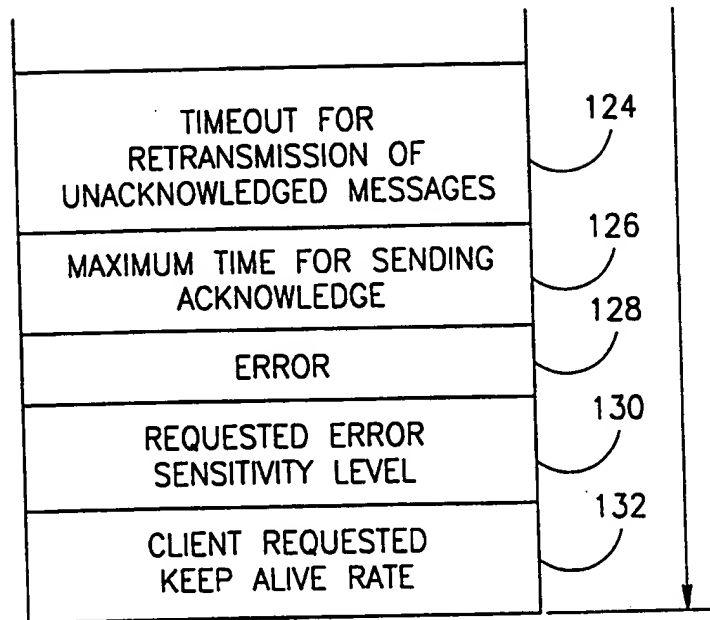 TIMEOUT FOR
RETRANSMISSION OF
UNACKNOWLEDGED MESSAGES
124
MAXIMUM TIME FOR SENDING
ACKNOWLEDGE
126
ERROR
128
REQUESTED ERROR
SENSITIVITY LEVEL
130
CLIENT REQUESTED
KEEP ALIVE RATE
132